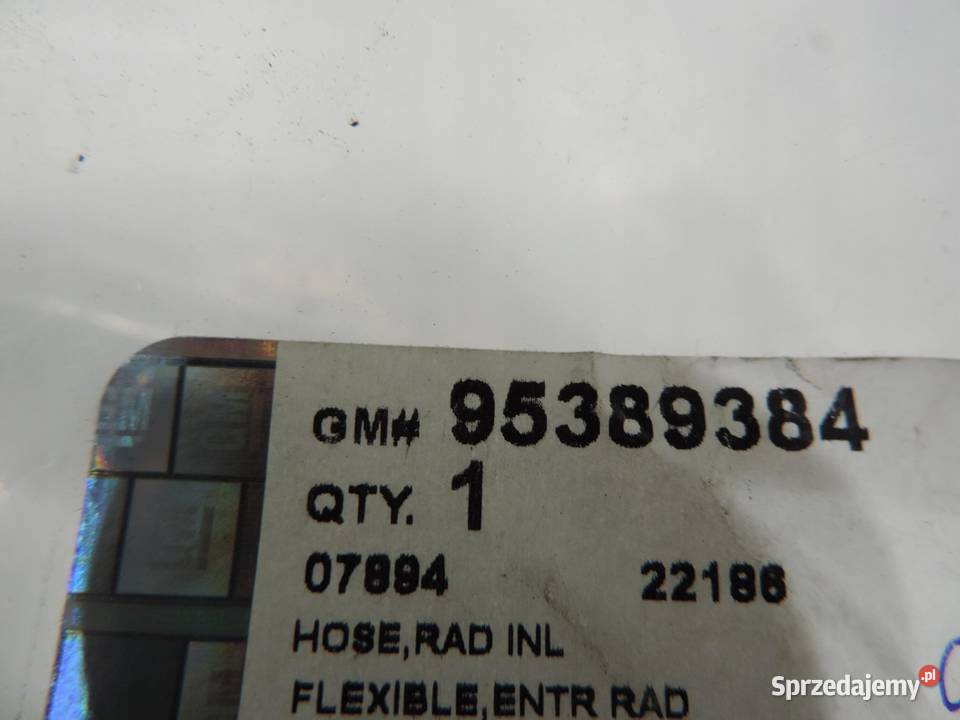 GM# 95389384
QTY. 1
07894 22186
HOSE,RAD INL
FLEXIBLE,ENTR RAD
Sprzedajemy.pl